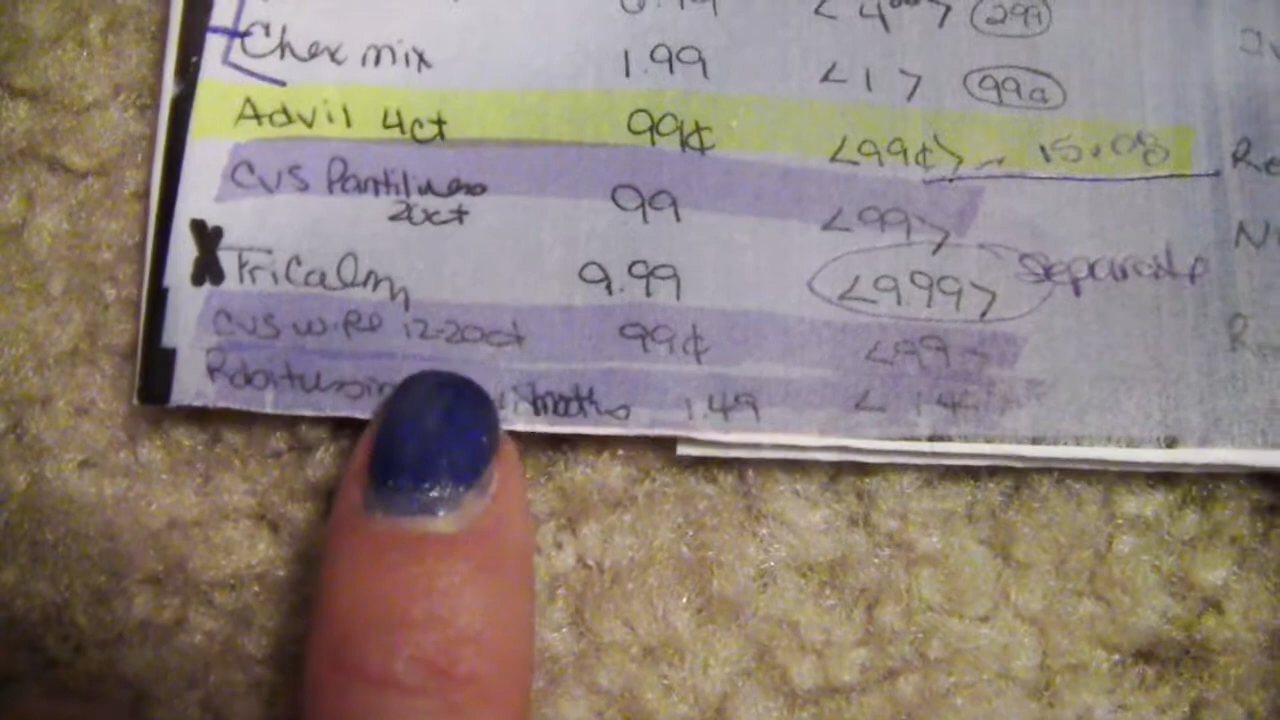 Chex mix 1.99 <1> 99¢
Advil 4ct 99¢ <99¢> 15.08
CVS Pantiliners 99 <99>
20ct
X Tricalm 9.99 <9.99> Separate
CVS wipe 12-20ct 99¢ <99>
Robitussin 1.49